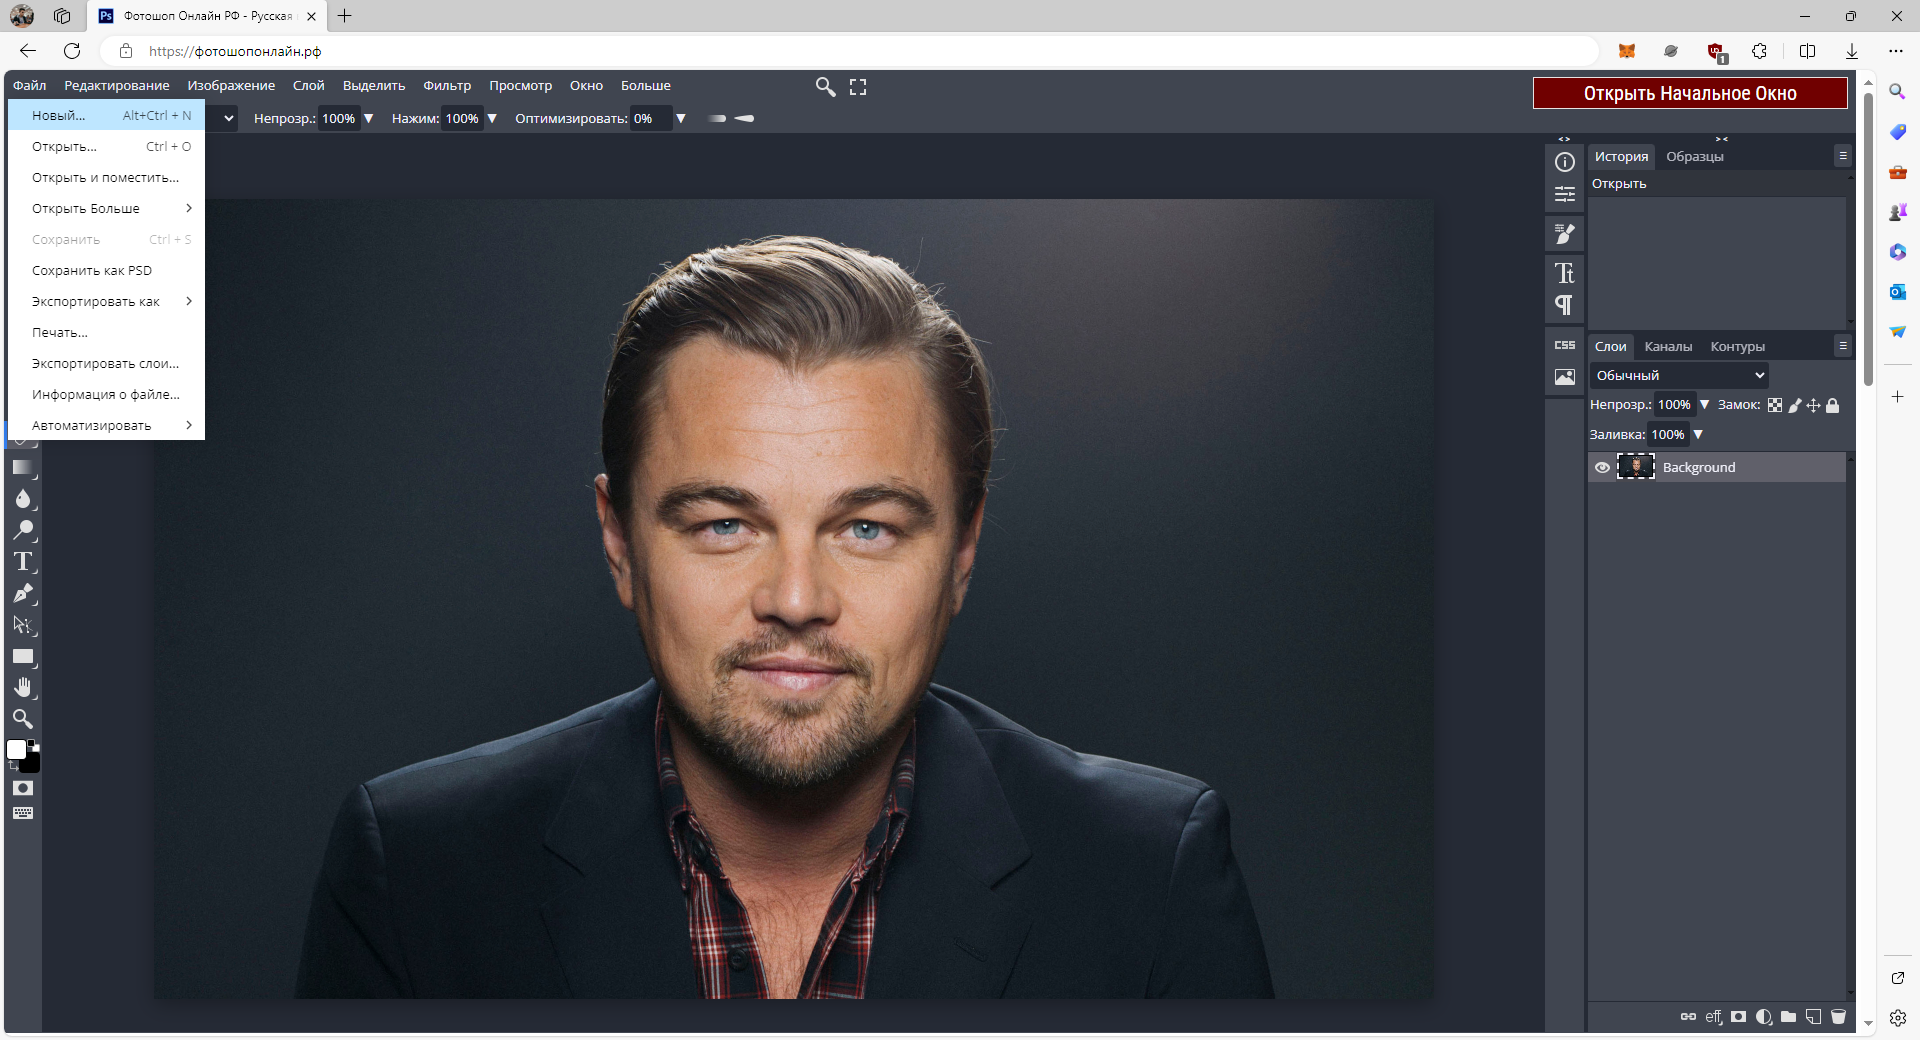 Фотошоп Онлайн РФ - Русская
https://фотошопонлайн.рф
1
Файл Редактирование Изображение Слой Выделить Фильтр Просмотр Окно Больше
Открыть Начальное Окно
Непрозр.: 100% Нажим: 100% Оптимизировать: 0%
Новый... Alt+Ctrl + N
Открыть... Ctrl + O
Открыть и поместить...
Открыть Больше
Сохранить Ctrl + S
Сохранить как PSD
Экспортировать как
Печать...
Экспортировать слои...
Информация о файле...
Автоматизировать
История Образцы
Открыть
CSS
Слои Каналы Контуры
Обычный
Непрозр.: 100% Замок:
Заливка: 100%
Background
eff